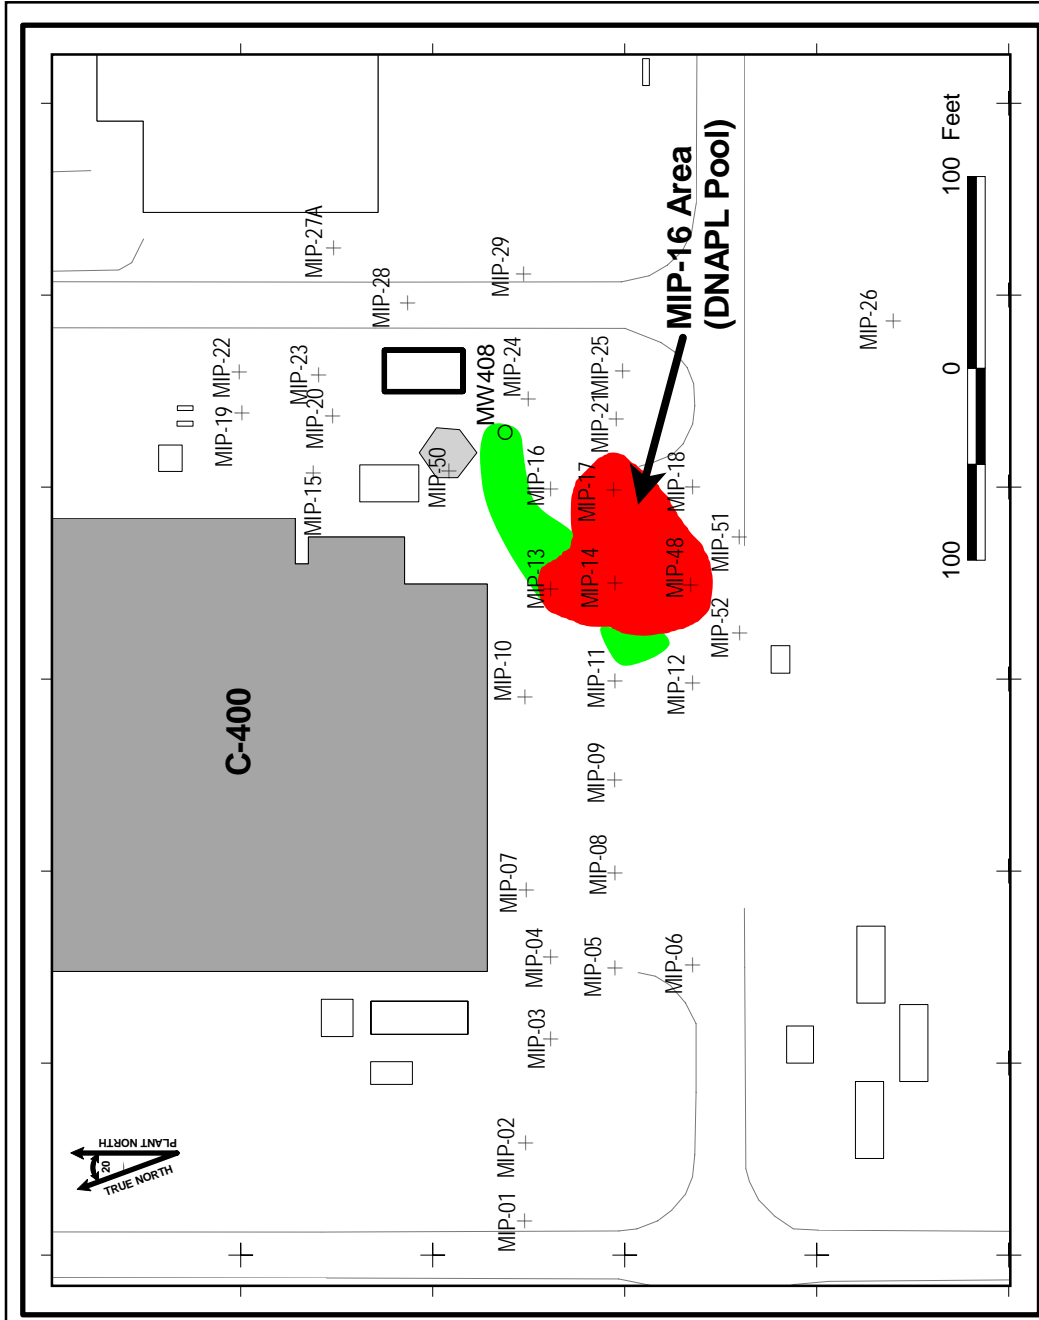 MIP-27A
MIP-28
MIP-29
MIP-16 Area
(DNAPL Pool)
100 Feet
0
100
MIP-26
MIP-22
MIP-23
MIP-19
MIP-20
MW408
MIP-24
MIP-25
MIP-21
MIP-15
MIP-50
MIP-16
MIP-17
MIP-18
MIP-51
MIP-13
MIP-14
MIP-48
MIP-52
C-400
MIP-10
MIP-11
MIP-12
MIP-09
MIP-08
MIP-07
MIP-04
MIP-05
MIP-06
MIP-03
MIP-02
MIP-01
PLANT NORTH
20
TRUE NORTH